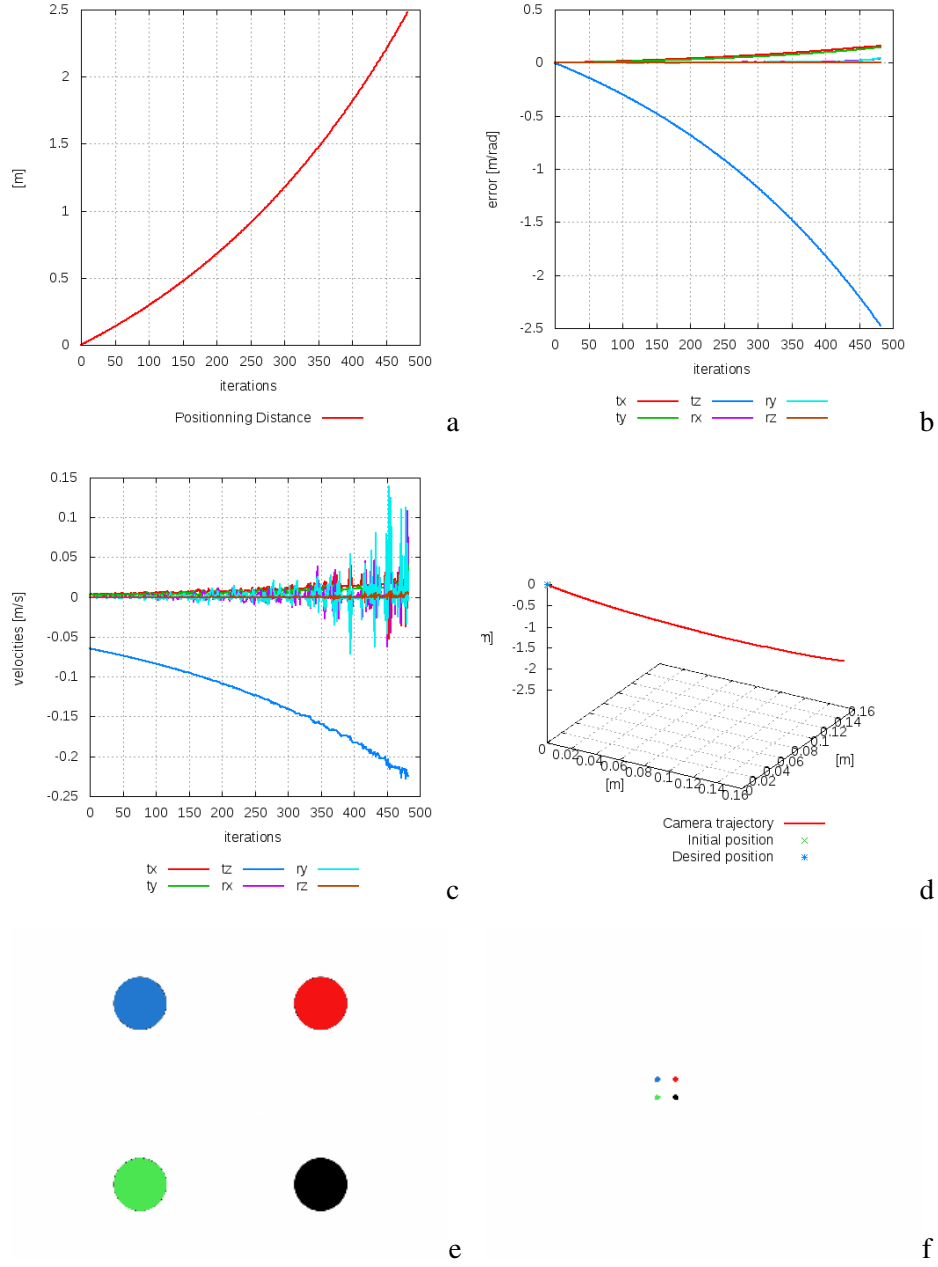 2.5
2
1.5
1
0.5
0
[m]
0 50 100 150 200 250 300 350 400 450 500
iterations
Positionning Distance
a
0.5
0
-0.5
-1
-1.5
-2
-2.5
error [m/rad]
0 50 100 150 200 250 300 350 400 450 500
iterations
tx tz ry
ty rx rz
b
0.15
0.1
0.05
0
-0.05
-0.1
-0.15
-0.2
-0.25
velocities [m/s]
0 50 100 150 200 250 300 350 400 450 500
iterations
tx tz ry
ty rx rz
c
0
-0.5
-1
-1.5
-2
-2.5
0 0.02 0.04 0.06 0.08 0.1 0.12 0.14 0.16
[m]
0 0.02 0.04 0.06 0.08 0.1 0.12 0.14 0.16
[m]
Camera trajectory
Initial position
Desired position
d
e
f